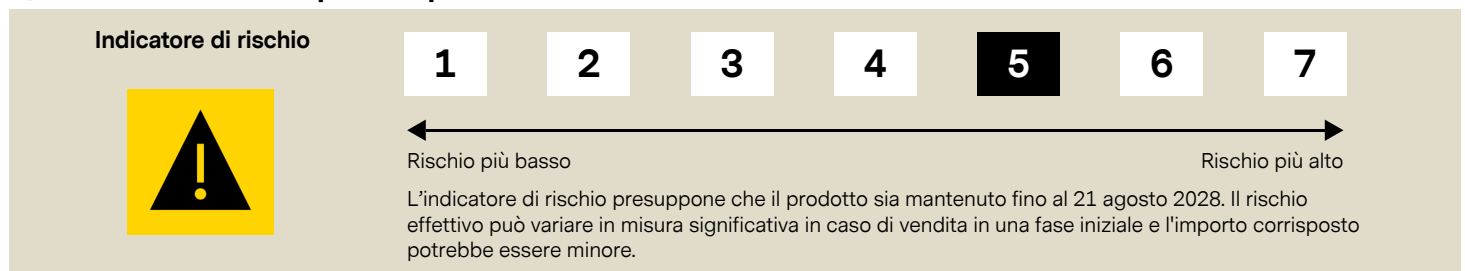 Indicatore di rischio
1 2 3 4 5 6 7
Rischio più basso Rischio più alto
L'indicatore di rischio presuppone che il prodotto sia mantenuto fino al 21 agosto 2028. Il rischio
effettivo può variare in misura significativa in caso di vendita in una fase iniziale e l'importo corrisposto
potrebbe essere minore.